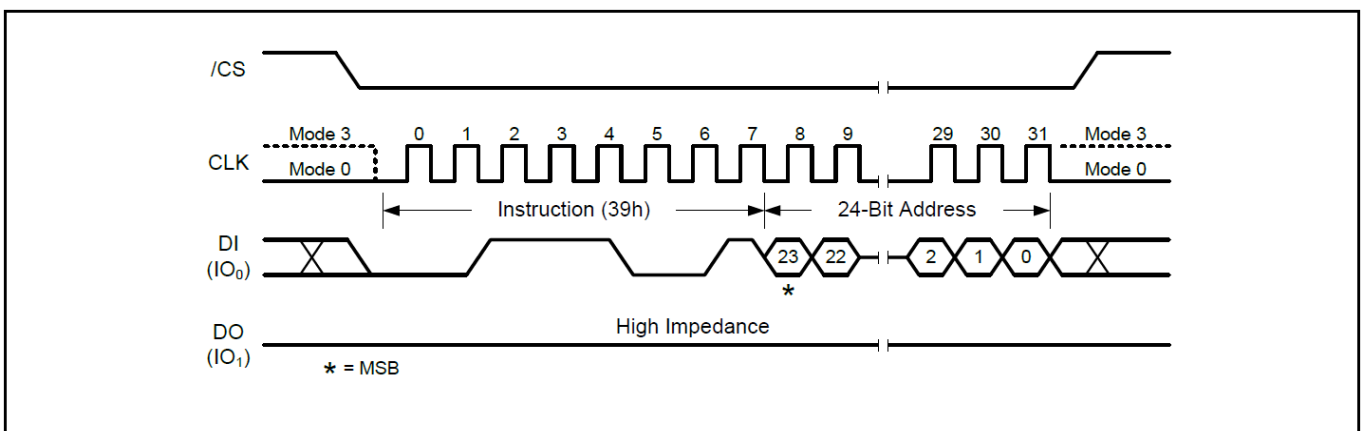 /CS
Mode 3 0 1 2 3 4 5 6 7 8 9 29 30 31 Mode 3
CLK
Mode 0 Mode 0
Instruction (39h) 24-Bit Address
DI
(IO₀) 23 22 2 1 0
*
DO High Impedance
(IO₁)
* = MSB